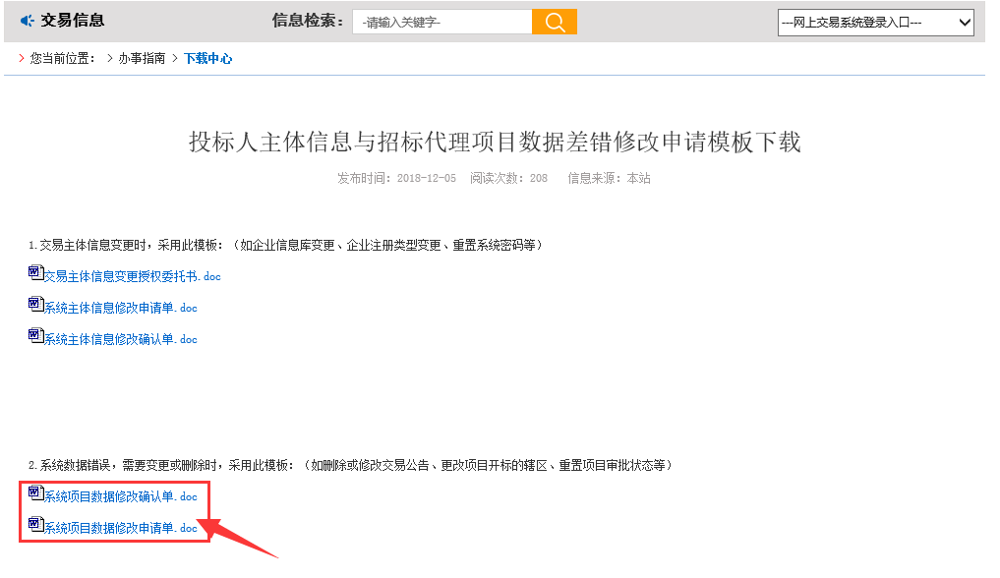 交易信息 信息检索： -请输入关键字- ---网上交易系统登录入口---
您当前位置： > 办事指南 > 下载中心
投标人主体信息与招标代理项目数据差错修改申请模板下载
发布时间：2018-12-05 阅读次数：208 信息来源：本站
1.交易主体信息变更时，采用此模板：（如企业信息库变更、企业注册类型变更、重置系统密码等）
交易主体信息变更授权委托书.doc
系统主体信息修改申请单.doc
系统主体信息修改确认单.doc
2.系统数据错误，需要变更或删除时，采用此模板：（如删除或修改交易公告、更改项目开标的辖区、重置项目审批状态等）
系统项目数据修改确认单.doc
系统项目数据修改申请单.doc